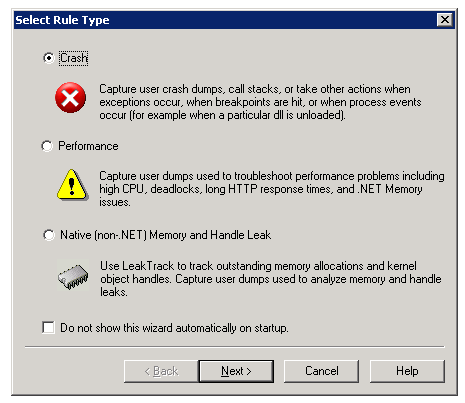 Select Rule Type
Crash
Capture user crash dumps, call stacks, or take other actions when
exceptions occur, when breakpoints are hit, or when process events
occur (for example when a particular dll is unloaded).
Performance
Capture user dumps used to troubleshoot performance problems including
high CPU, deadlocks, long HTTP response times, and .NET Memory
issues.
Native (non-.NET) Memory and Handle Leak
Use LeakTrack to track outstanding memory allocations and kernel
object handles. Capture user dumps used to analyze memory and handle
leaks.
Do not show this wizard automatically on startup.
< Back Next > Cancel Help